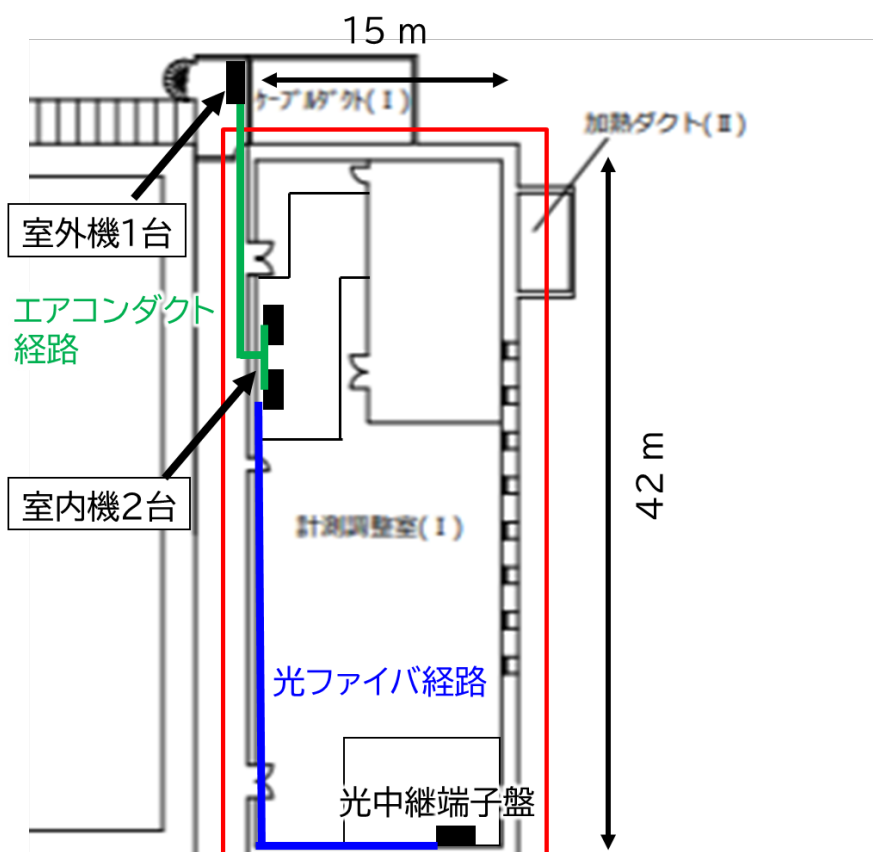 15 m
ケーブルダクト(Ⅰ)
加熱ダクト(Ⅱ)
室外機1台
エアコンダクト
経路
室内機2台
42 m
計測調整室(Ⅰ)
光ファイバ経路
光中継端子盤